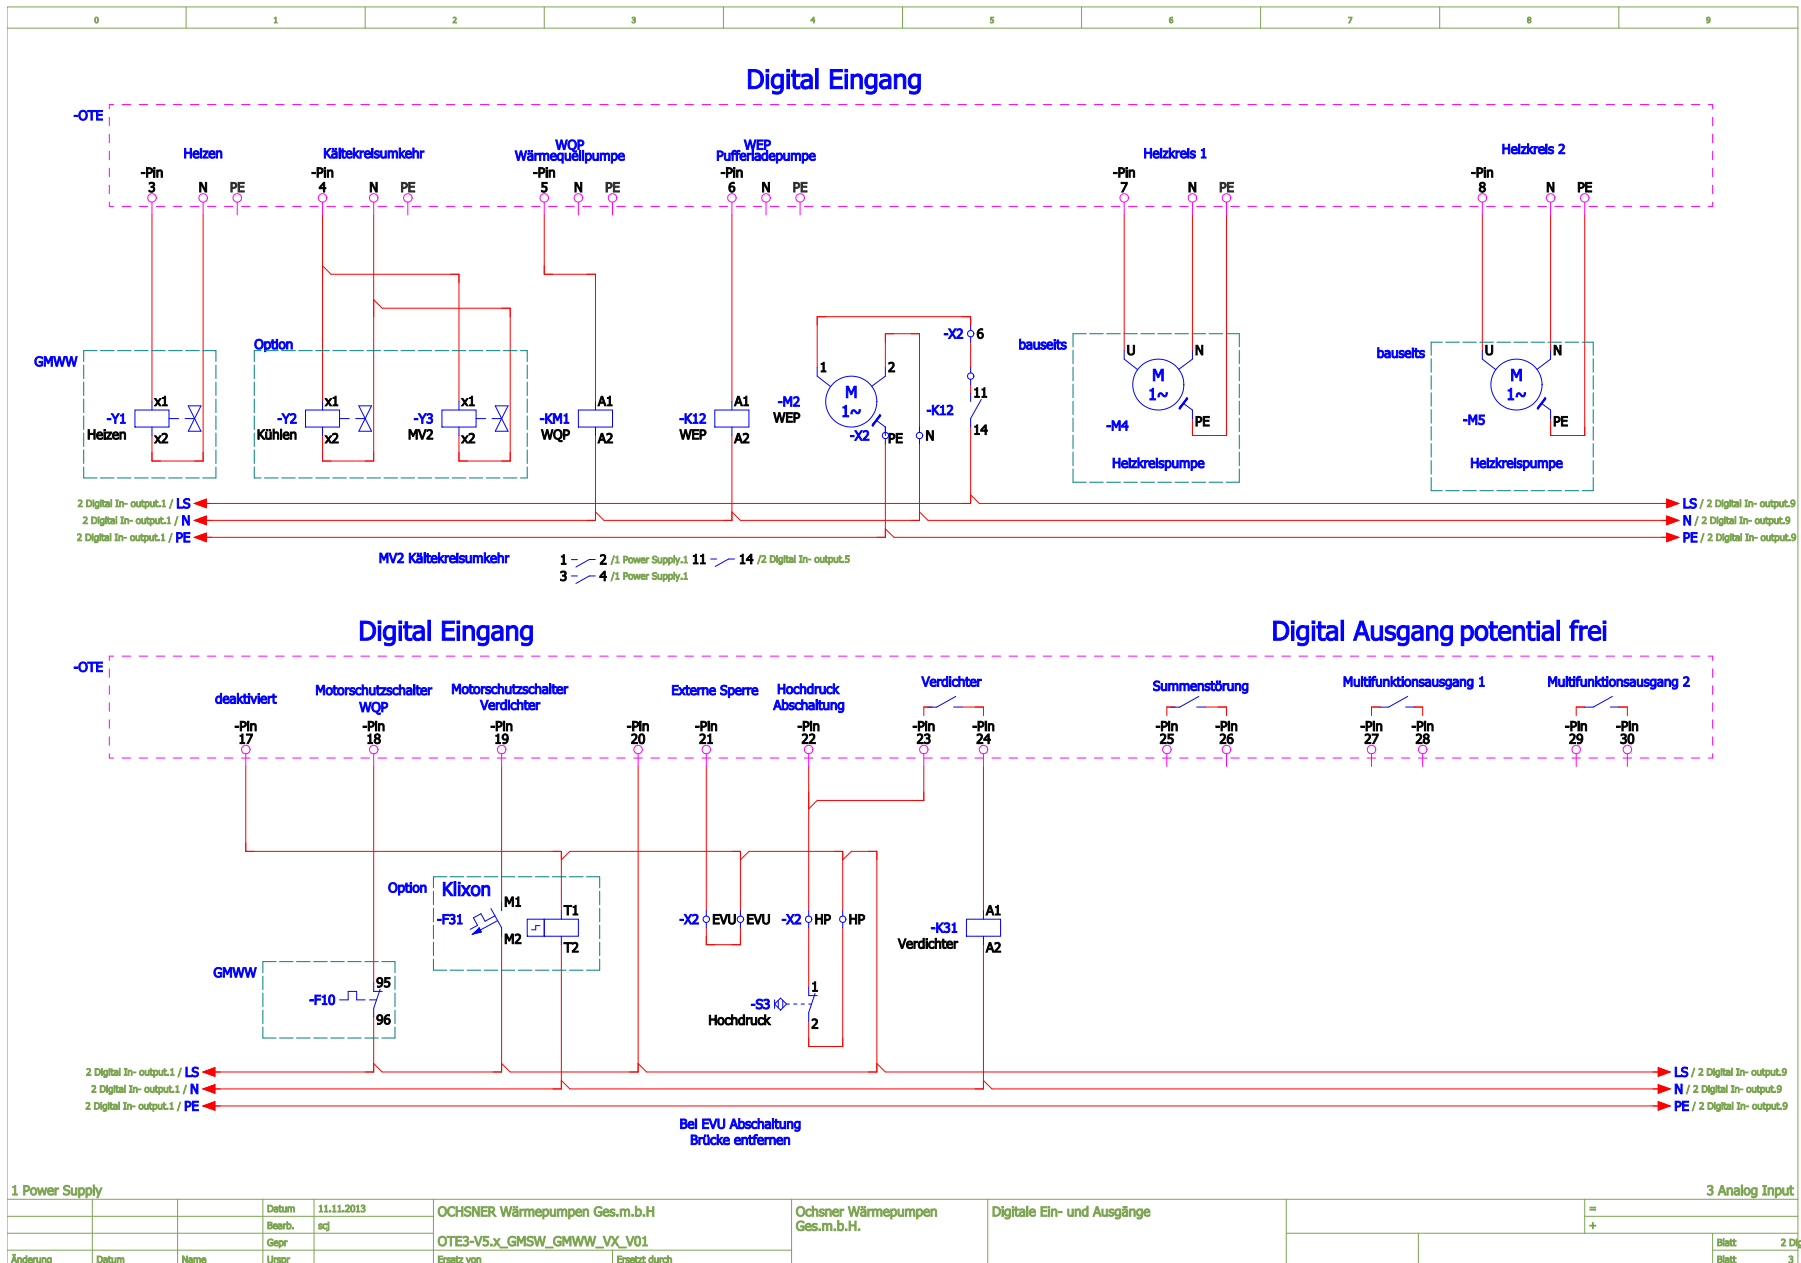 0 1 2 3 4 5 6 7 8 9
Digital Eingang
-OTE
Heizen
Kältekreisumkehr
WQP
Wärmequellpumpe
WEP
Pufferladepumpe
Heizkreis 1
Heizkreis 2
-Pin
3 N PE
-Pin
4 N PE
-Pin
5 N PE
-Pin
6 N PE
-Pin
7 N PE
-Pin
8 N PE
GMWW
-Y1
Heizen
x1
x2
Option
-Y2
Kühlen
x1
x2
-Y3
MV2
x1
x2
-KM1
WQP
A1
A2
-K12
WEP
A1
A2
-M2
WEP
1
2
M
1~
-X2
PE
N
-X2 6
-K12
11
14
bauseits
U
N
M
1~
PE
-M4
Heizkreispumpe
bauseits
U
N
M
1~
PE
-M5
Heizkreispumpe
2 Digital In- output.1 / LS
2 Digital In- output.1 / N
2 Digital In- output.1 / PE
LS / 2 Digital In- output.9
N / 2 Digital In- output.9
PE / 2 Digital In- output.9
MV2 Kältekreisumkehr
1 2 /1 Power Supply.1 11 14 /2 Digital In- output.5
3 4 /1 Power Supply.1
Digital Eingang
Digital Ausgang potential frei
-OTE
deaktiviert
Motorschutzschalter
WQP
Motorschutzschalter
Verdichter
Externe Sperre
Hochdruck
Abschaltung
Verdichter
Summenstörung
Multifunktionsausgang 1
Multifunktionsausgang 2
-Pin
17
-Pin
18
-Pin
19
-Pin
20
-Pin
21
-Pin
22
-Pin
23
-Pin
24
-Pin
25
-Pin
26
-Pin
27
-Pin
28
-Pin
29
-Pin
30
Option
Klixon
-F31
M1
M2
T1
T2
-X2 EVU EVU
-X2 HP HP
-K31
Verdichter
A1
A2
GMWW
-F10
95
96
-S3
Hochdruck
1
2
2 Digital In- output.1 / LS
2 Digital In- output.1 / N
2 Digital In- output.1 / PE
LS / 2 Digital In- output.9
N / 2 Digital In- output.9
PE / 2 Digital In- output.9
Bei EVU Abschaltung
Brücke entfernen
1 Power Supply
3 Analog Input
Datum 11.11.2013
Bearb. scj
Gepr
Änderung Datum Name Urspr
OCHSNER Wärmepumpen Ges.m.b.H
OTE3-V5.x_GMSW_GMWW_VX_V01
Ersatz von Ersetzt durch
Ochsner Wärmepumpen
Ges.m.b.H.
Digitale Ein- und Ausgänge
=
+
Blatt 2 Dig
Blatt 3